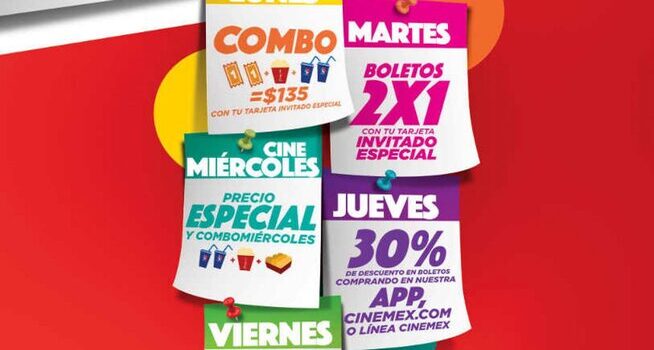 LUNES
COMBO
=$135
CON TU TARJETA INVITADO ESPECIAL
MARTES
BOLETOS
2X1
CON TU TARJETA
INVITADO
ESPECIAL
CINE
MIÉRCOLES
PRECIO
ESPECIAL
Y COMBOMIÉRCOLES
JUEVES
30%
DE DESCUENTO EN BOLETOS
COMPRANDO EN NUESTRA
APP,
CINEMEX.COM
O LÍNEA CINEMEX
VIERNES